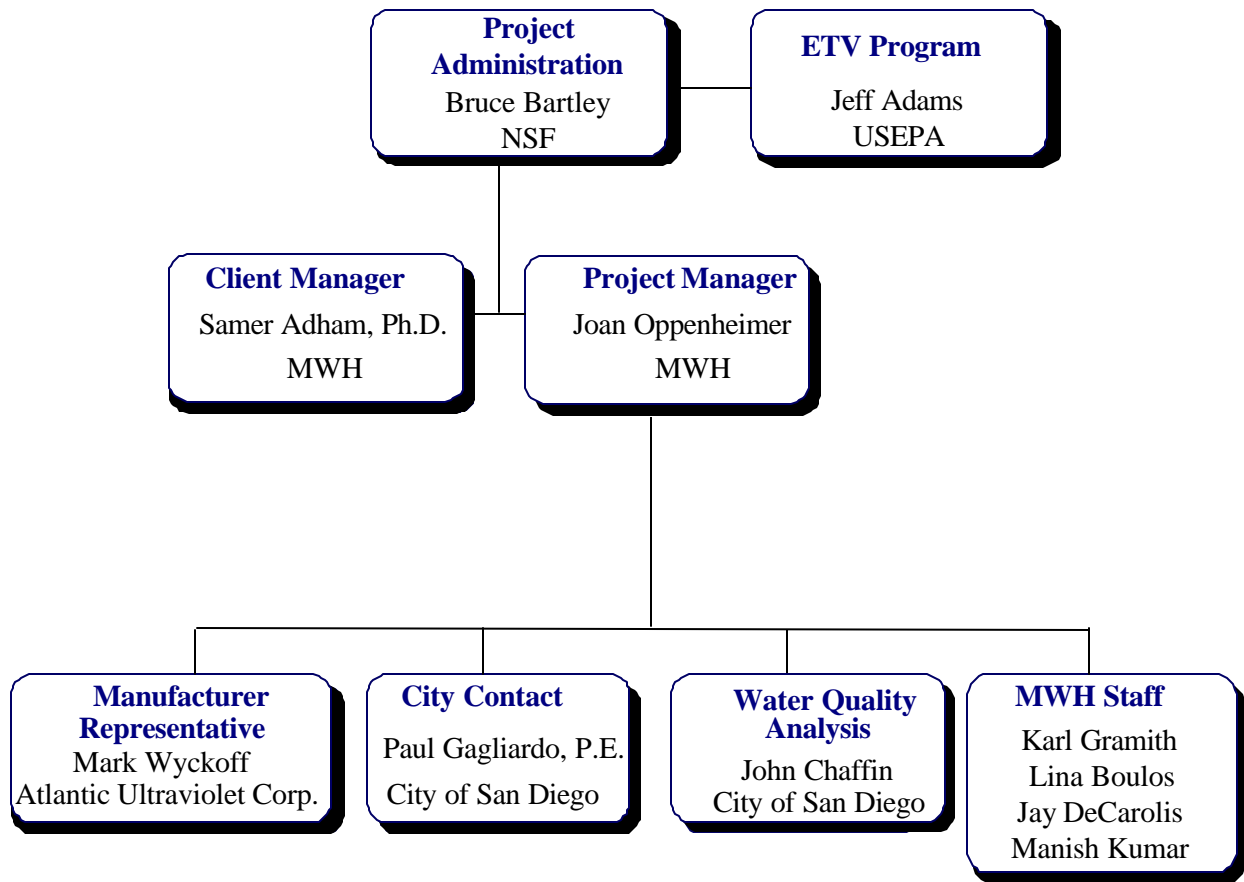 Project
Administration
Bruce Bartley
NSF
ETV Program
Jeff Adams
USEPA
Client Manager
Samer Adham, Ph.D.
MWH
Project Manager
Joan Oppenheimer
MWH
Manufacturer
Representative
Mark Wyckoff
Atlantic Ultraviolet Corp.
City Contact
Paul Gagliardo, P.E.
City of San Diego
Water Quality
Analysis
John Chaffin
City of San Diego
MWH Staff
Karl Gramith
Lina Boulos
Jay DeCarolis
Manish Kumar